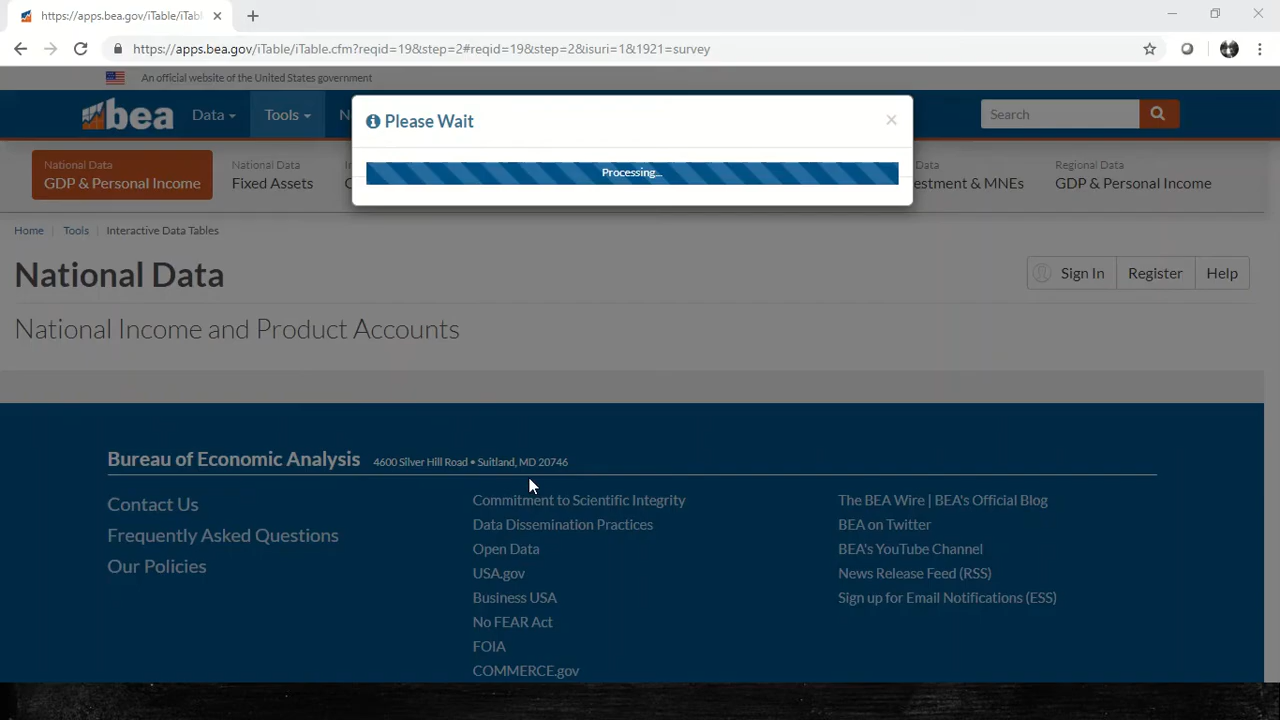 https://apps.bea.gov/iTable/iTab
https://apps.bea.gov/iTable/iTable.cfm?reqid=19&step=2#reqid=19&step=2&isuri=1&1921=survey
An official website of the United States government
bea
Data
Tools
N
Search
Please Wait
Processing...
National Data
GDP & Personal Income
National Data
Fixed Assets
Data
estment & MNEs
Regional Data
GDP & Personal Income
Home
Tools
Interactive Data Tables
National Data
Sign In
Register
Help
National Income and Product Accounts
Bureau of Economic Analysis 4600 Silver Hill Road • Suitland, MD 20746
Contact Us
Frequently Asked Questions
Our Policies
Commitment to Scientific Integrity
Data Dissemination Practices
Open Data
USA.gov
Business USA
No FEAR Act
FOIA
COMMERCE.gov
The BEA Wire | BEA's Official Blog
BEA on Twitter
BEA's YouTube Channel
News Release Feed (RSS)
Sign up for Email Notifications (ESS)